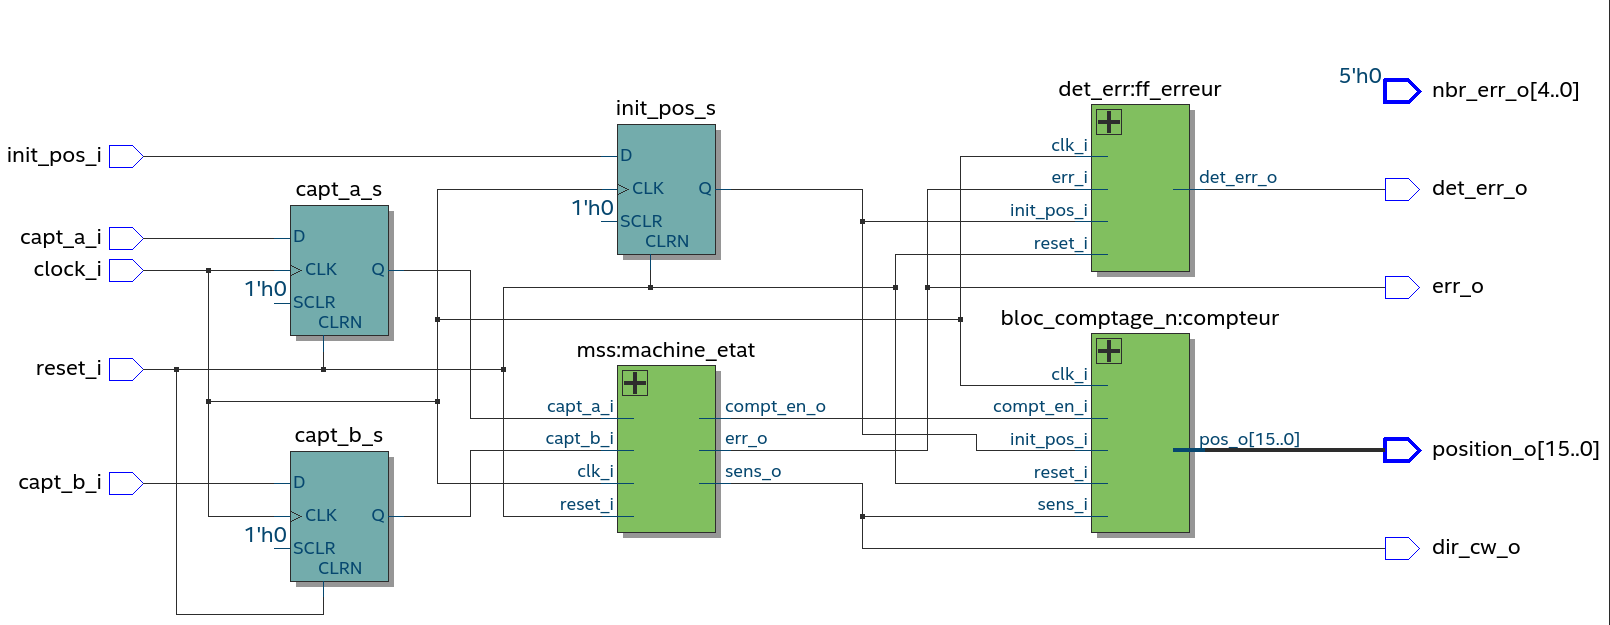 5'h0
nbr_err_o[4..0]
det_err:ff_erreur
init_pos_s
clk_i
init_pos_i
D
err_i
det_err_o
det_err_o
capt_a_s
CLK
Q
1'h0
SCLR
init_pos_i
CLRN
reset_i
capt_a_i
D
clock_i
CLK
Q
1'h0
SCLR
CLRN
err_o
bloc_comptage_n:compteur
mss:machine_etat
reset_i
clk_i
capt_a_i
compt_en_o
compt_en_i
capt_b_i
err_o
init_pos_i
pos_o[15..0]
position_o[15..0]
clk_i
sens_o
reset_i
reset_i
sens_i
capt_b_s
capt_b_i
D
CLK
Q
1'h0
SCLR
CLRN
dir_cw_o